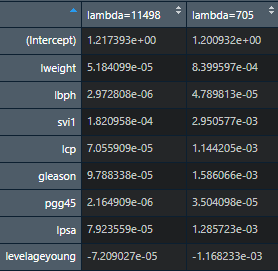 lambda=11498 lambda=705
(Intercept) 1.217393e+00 1.200932e+00
lweight 5.184099e-05 8.399597e-04
lbph 2.972808e-06 4.789813e-05
svi1 1.820958e-04 2.950577e-03
lcp 7.055909e-05 1.144205e-03
gleason 9.788338e-05 1.586066e-03
pgg45 2.164909e-06 3.504098e-05
lpsa 7.923559e-05 1.285723e-03
levelageyoung -7.209027e-05 -1.168233e-03